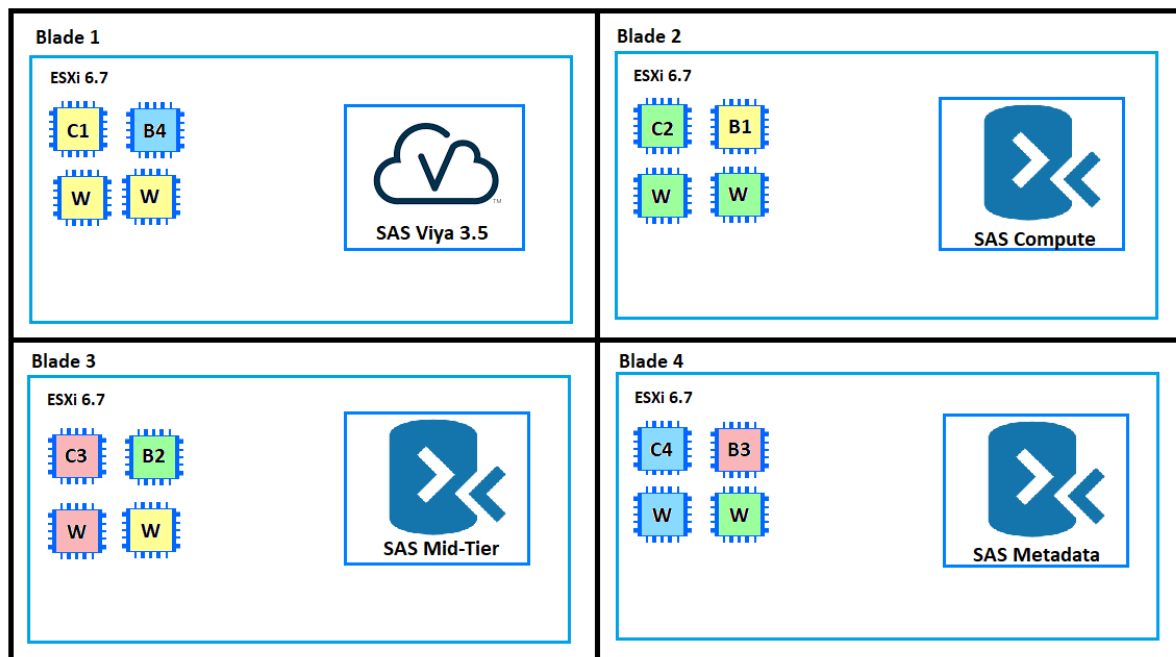 Blade 1
ESXi 6.7
C1 B4
W W
SAS Viya 3.5
TM
Blade 2
ESXi 6.7
C2 B1
W W
SAS Compute
Blade 3
ESXi 6.7
C3 B2
W W
SAS Mid-Tier
Blade 4
ESXi 6.7
C4 B3
W W
SAS Metadata